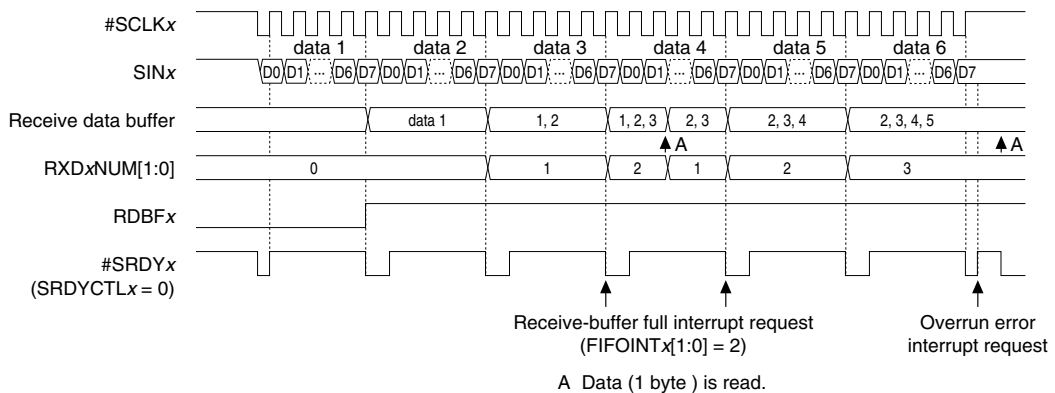 #SCLKx
data 1 data 2 data 3 data 4 data 5 data 6
SINx
D0 D1 ... D6 D7 D0 D1 ... D6 D7 D0 D1 ... D6 D7 D0 D1 ... D6 D7 D0 D1 ... D6 D7 D0 D1 ... D6 D7
Receive data buffer
data 1 1, 2 1, 2, 3 2, 3 2, 3, 4 2, 3, 4, 5
A A
RXDxNUM[1:0]
0 1 2 1 2 3
RDBFx
#SRDYx
(SRDYCTLx = 0)
Receive-buffer full interrupt request
(FIFOINTx[1:0] = 2)
Overrun error
interrupt request
A Data (1 byte ) is read.